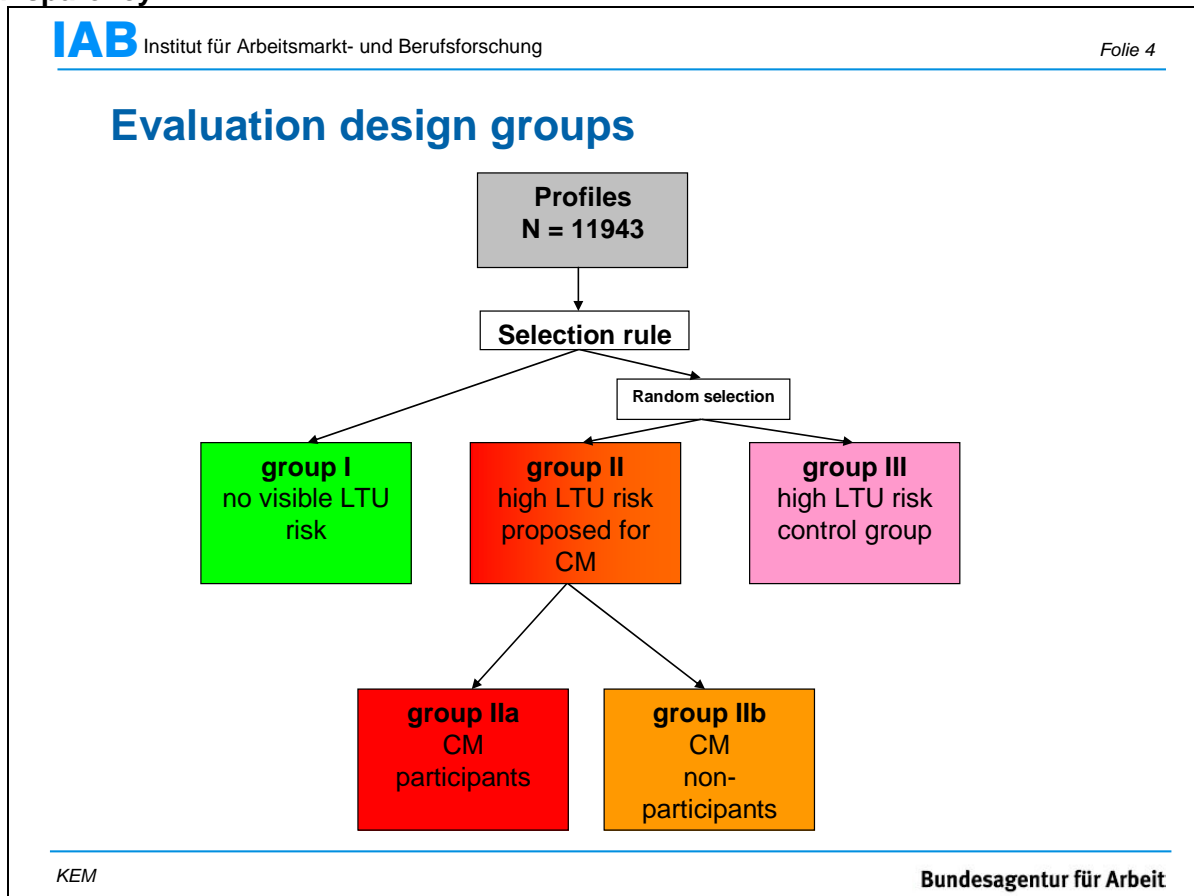 IAB Institut für Arbeitsmarkt- und Berufsforschung
Folie 4
Evaluation design groups
Profiles
N = 11943
Selection rule
Random selection
group I
no visible LTU
risk
group II
high LTU risk
proposed for
CM
group III
high LTU risk
control group
group IIa
CM
participants
group IIb
CM
non-
participants
KEM
Bundesagentur für Arbeit